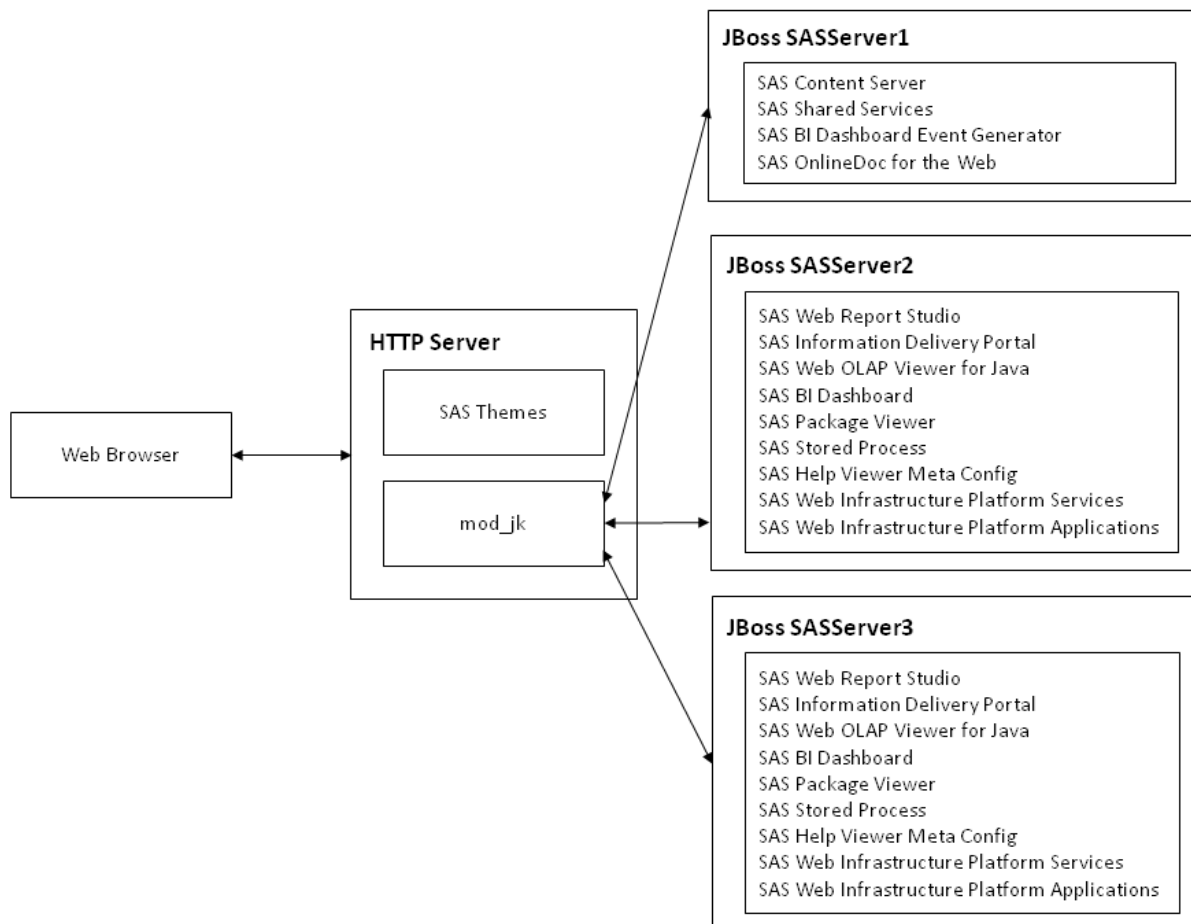 JBoss SASServer1
SAS Content Server
SAS Shared Services
SAS BI Dashboard Event Generator
SAS OnlineDoc for the Web
JBoss SASServer2
SAS Web Report Studio
SAS Information Delivery Portal
SAS Web OLAP Viewer for Java
SAS BI Dashboard
SAS Package Viewer
SAS Stored Process
SAS Help Viewer Meta Config
SAS Web Infrastructure Platform Services
SAS Web Infrastructure Platform Applications
HTTP Server
SAS Themes
mod_jk
Web Browser
JBoss SASServer3
SAS Web Report Studio
SAS Information Delivery Portal
SAS Web OLAP Viewer for Java
SAS BI Dashboard
SAS Package Viewer
SAS Stored Process
SAS Help Viewer Meta Config
SAS Web Infrastructure Platform Services
SAS Web Infrastructure Platform Applications